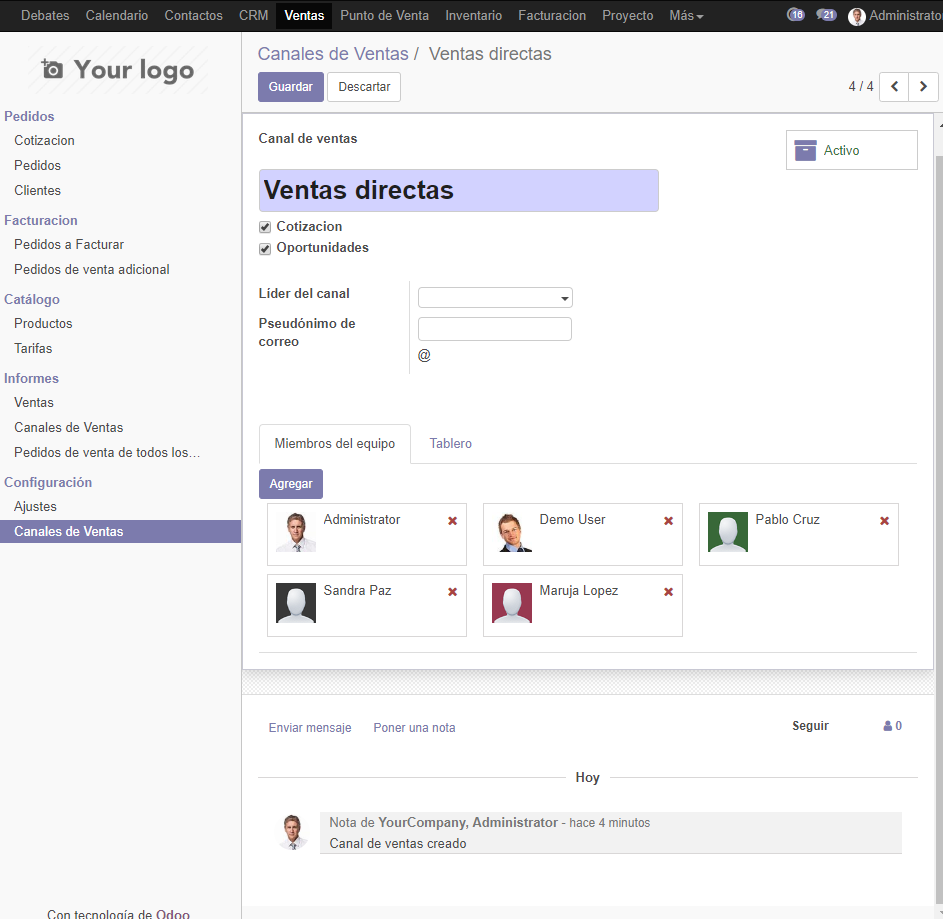 Debates Calendario Contactos CRM Ventas Punto de Venta Inventario Facturacion Proyecto Más 16 21 Administrato
Your logo
Pedidos
Cotizacion
Pedidos
Clientes
Facturacion
Pedidos a Facturar
Pedidos de venta adicional
Catálogo
Productos
Tarifas
Informes
Ventas
Canales de Ventas
Pedidos de venta de todos los...
Configuración
Ajustes
Canales de Ventas
Con tecnología de Odoo
Canales de Ventas / Ventas directas
Guardar Descartar 4 / 4
Canal de ventas
Activo
Ventas directas
Cotizacion
Oportunidades
Líder del canal
Pseudónimo de
correo
@
Miembros del equipo Tablero
Agregar
Administrator Demo User Pablo Cruz
Sandra Paz Maruja Lopez
Enviar mensaje Poner una nota Seguir 0
Hoy
Nota de YourCompany, Administrator - hace 4 minutos
Canal de ventas creado